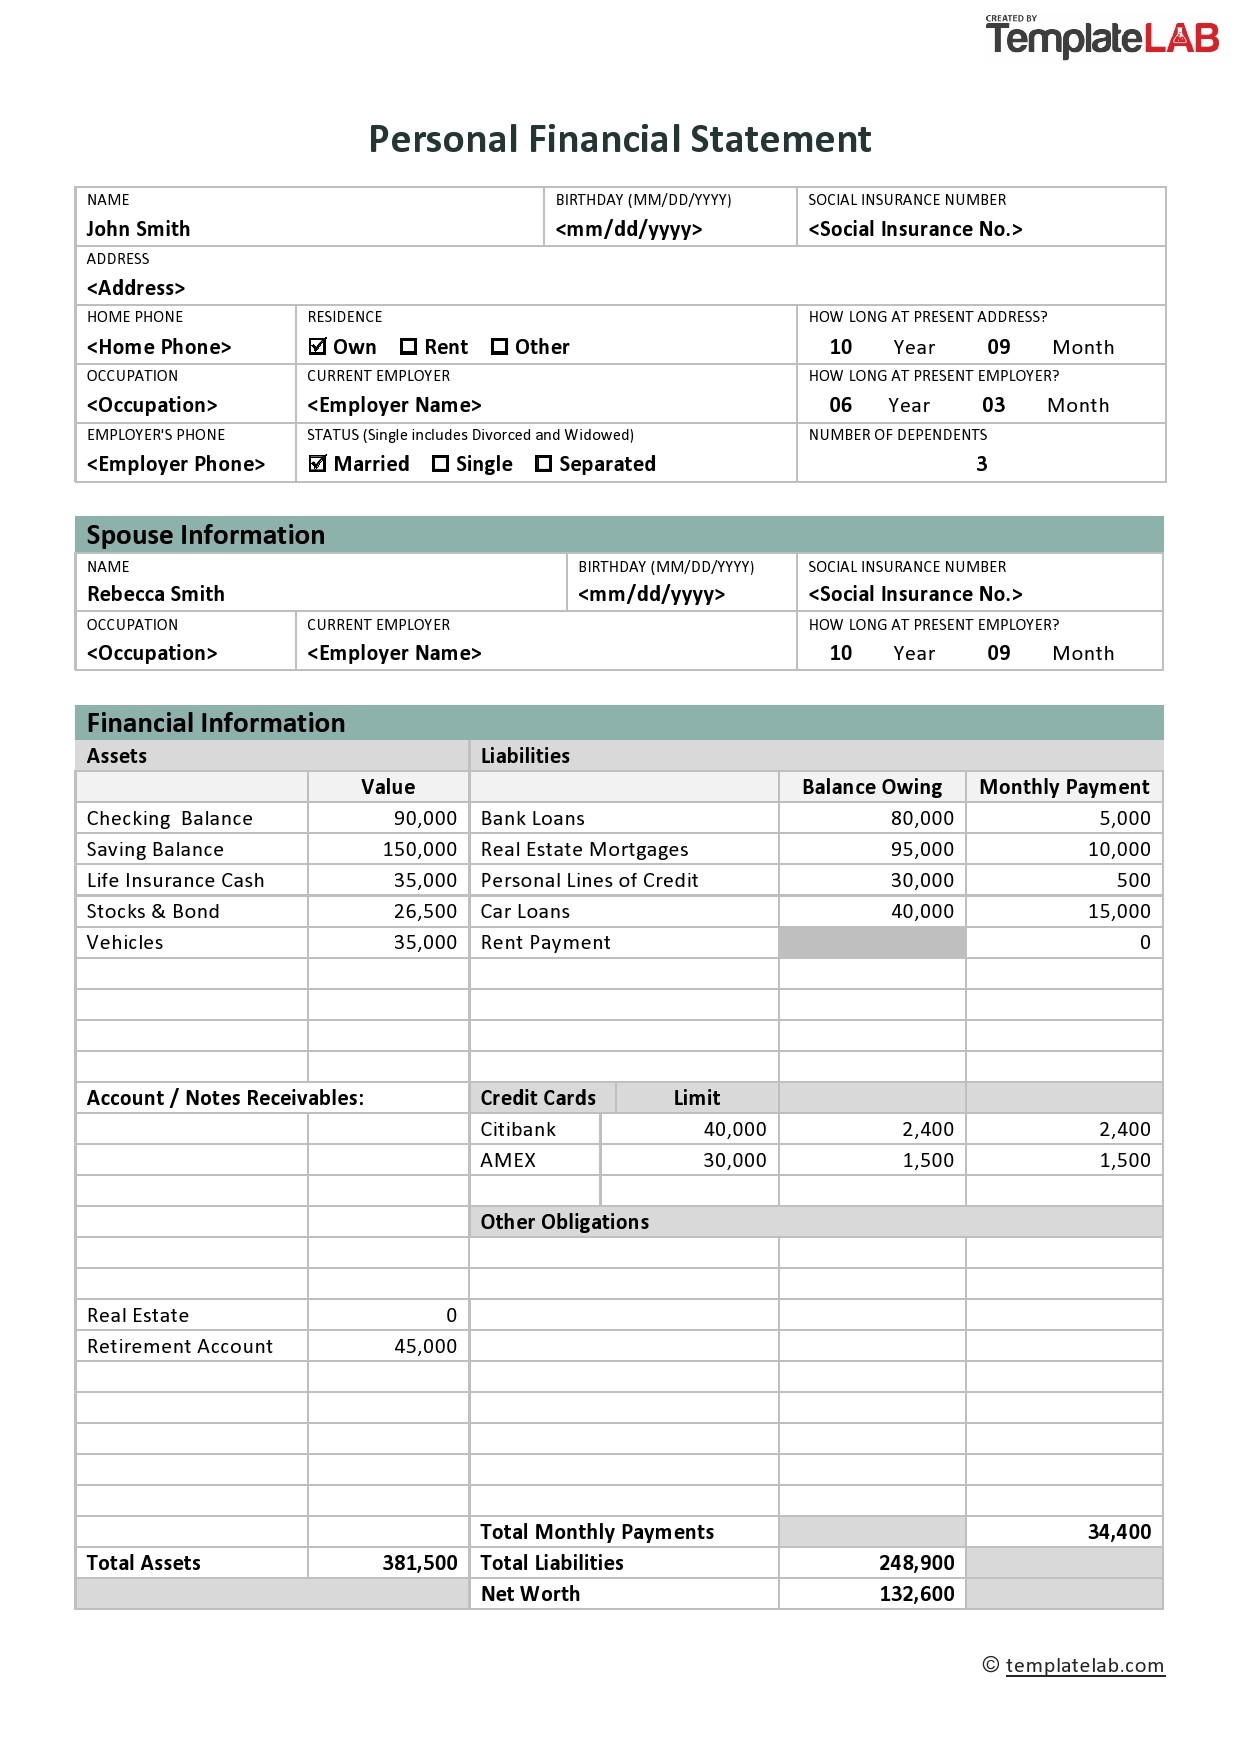 CREATED BY
TemplateLAB
Personal Financial Statement
NAME BIRTHDAY (MM/DD/YYYY) SOCIAL INSURANCE NUMBER
John Smith <mm/dd/yyyy> <Social Insurance No.>
ADDRESS
<Address>
HOME PHONE RESIDENCE HOW LONG AT PRESENT ADDRESS?
<Home Phone> Own Rent Other 10 Year 09 Month
OCCUPATION CURRENT EMPLOYER HOW LONG AT PRESENT EMPLOYER?
<Occupation> <Employer Name> 06 Year 03 Month
EMPLOYER'S PHONE STATUS (Single includes Divorced and Widowed) NUMBER OF DEPENDENTS
<Employer Phone> Married Single Separated 3
Spouse Information
NAME BIRTHDAY (MM/DD/YYYY) SOCIAL INSURANCE NUMBER
Rebecca Smith <mm/dd/yyyy> <Social Insurance No.>
OCCUPATION CURRENT EMPLOYER HOW LONG AT PRESENT EMPLOYER?
<Occupation> <Employer Name> 10 Year 09 Month
Financial Information
Assets Liabilities
Value Balance Owing Monthly Payment
Checking Balance 90,000 Bank Loans 80,000 5,000
Saving Balance 150,000 Real Estate Mortgages 95,000 10,000
Life Insurance Cash 35,000 Personal Lines of Credit 30,000 500
Stocks & Bond 26,500 Car Loans 40,000 15,000
Vehicles 35,000 Rent Payment 0
Account / Notes Receivables: Credit Cards Limit
Citibank 40,000 2,400 2,400
AMEX 30,000 1,500 1,500
Other Obligations
Real Estate 0
Retirement Account 45,000
Total Monthly Payments 34,400
Total Assets 381,500 Total Liabilities 248,900
Net Worth 132,600
© templatelab.com